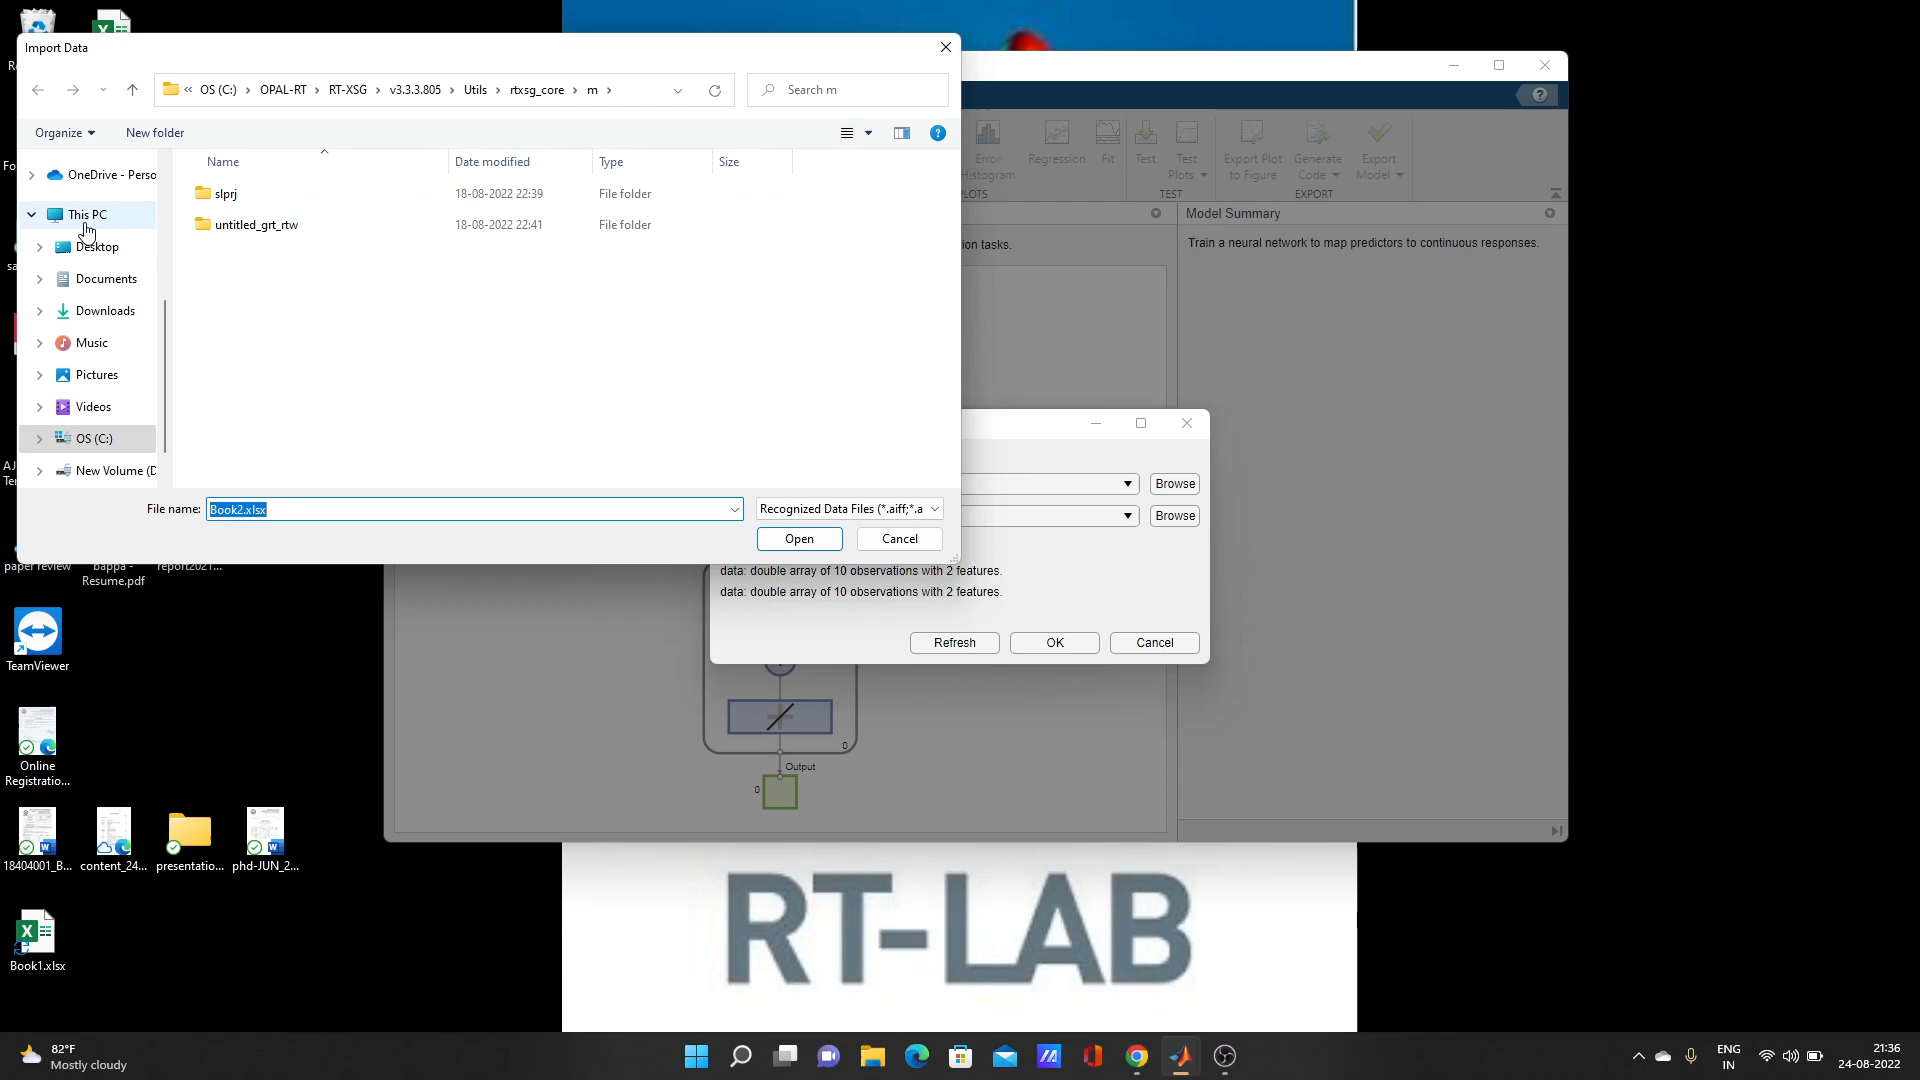 Import Data
OS (C:) › OPAL-RT › RT-XSG › v3.3.3.805 › Utils › rtxsg_core › m ›
Search m
Organize
New folder
Name
Date modified
Type
Size
OneDrive - Perso
This PC
Desktop
Documents
Downloads
Music
Pictures
Videos
OS (C:)
New Volume (D
slprj 18-08-2022 22:39 File folder
untitled_grt_rtw 18-08-2022 22:41 File folder
File name: Book2.xlsx
Recognized Data Files (*.aiff;*.a
Open
Cancel
Regression
Fit
Test
Error
Histogram
Test
Plots
Export Plot
to Figure
Generate
Code
Export
Model
LOTS
TEST
EXPORT
Model Summary
ion tasks.
Train a neural network to map predictors to continuous responses.
Browse
Browse
data: double array of 10 observations with 2 features.
data: double array of 10 observations with 2 features.
Refresh
OK
Cancel
Output
0
0
paper review
bappa -
Resume.pdf
report2021...
TeamViewer
Online
Registratio...
18404001_B...
content_24...
presentatio...
phd-JUN_2...
Book1.xlsx
RT-LAB
82°F
Mostly cloudy
ENG
IN
21:36
24-08-2022